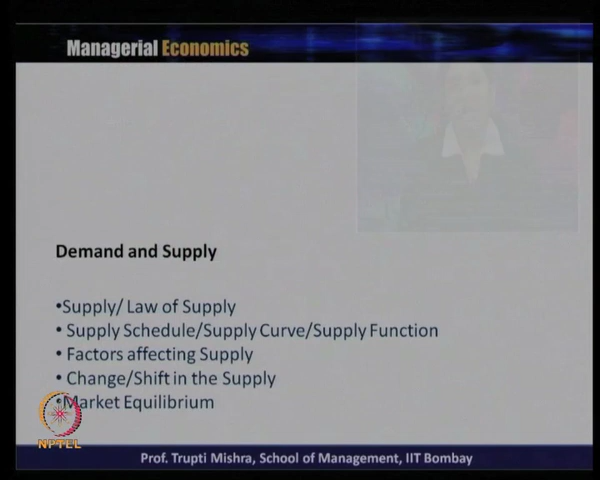 Managerial Economics
Demand and Supply
•Supply/ Law of Supply
• Supply Schedule/Supply Curve/Supply Function
• Factors affecting Supply
• Change/Shift in the Supply
•Market Equilibrium
NPTEL
Prof. Trupti Mishra, School of Management, IIT Bombay